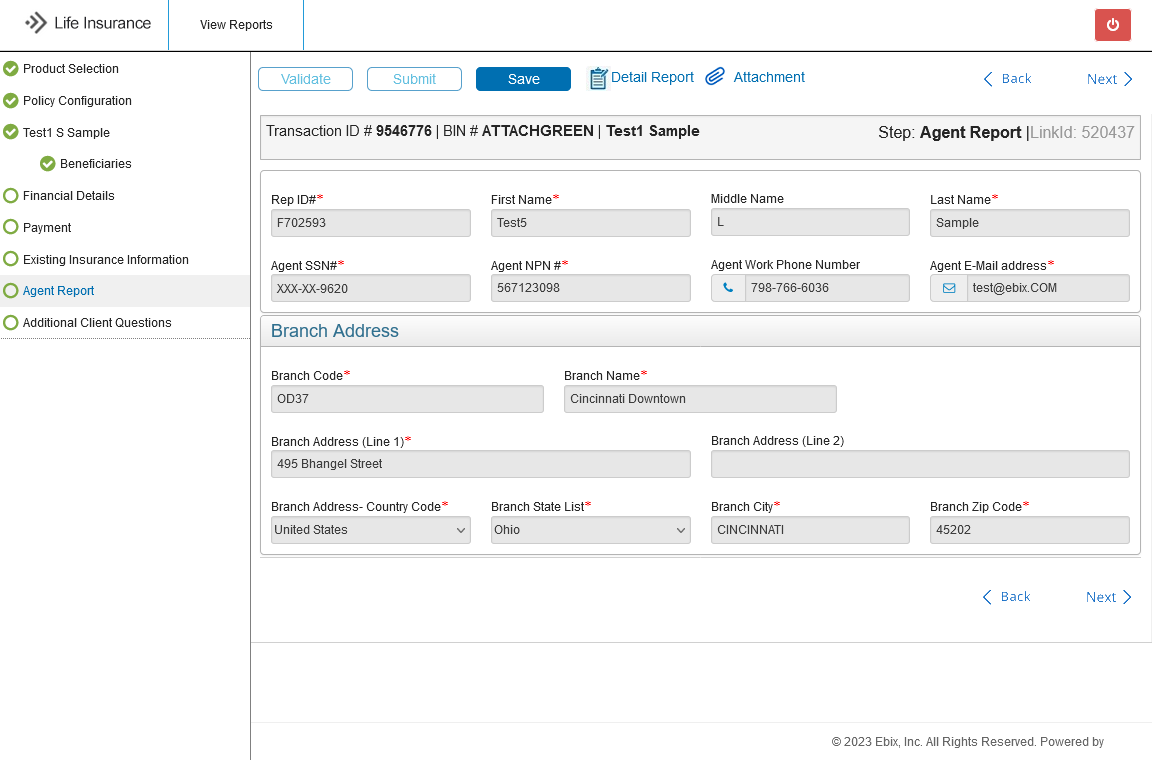 Life Insurance
View Reports
Product Selection
Policy Configuration
Test1 S Sample
Beneficiaries
Financial Details
Payment
Existing Insurance Information
Agent Report
Additional Client Questions
Validate Submit Save Detail Report Attachment Back Next
Transaction ID # 9546776 | BIN # ATTACHGREEN | Test1 Sample
Step: Agent Report |LinkId: 520437
Rep ID#* First Name* Middle Name Last Name*
F702593 Test5 L Sample
Agent SSN#* Agent NPN #* Agent Work Phone Number Agent E-Mail address*
XXX-XX-9620 567123098 798-766-6036 test@ebix.COM
Branch Address
Branch Code* Branch Name*
OD37 Cincinnati Downtown
Branch Address (Line 1)* Branch Address (Line 2)
495 Bhangel Street
Branch Address- Country Code* Branch State List* Branch City* Branch Zip Code*
United States Ohio CINCINNATI 45202
Back Next
© 2023 Ebix, Inc. All Rights Reserved. Powered by